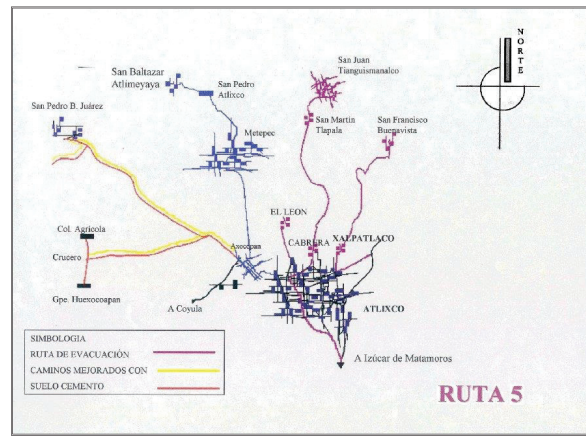 NORTE
San Juan
Tianguismanalco
San Baltazar
Atlimeyaya
San Pedro
Atlixco
San Pedro B. Juárez
San Martín
Tlapala
San Francisco
Buenavista
Metepec
EL LEON
Col. Agrícola
CABRERA
XALPATLACO
Axocopan
Crucero
Gpe. Huexocoapan
A Coyula
ATLIXCO
SIMBOLOGIA
RUTA DE EVACUACIÓN
CAMINOS MEJORADOS CON
SUELO CEMENTO
A Izúcar de Matamoros
RUTA 5